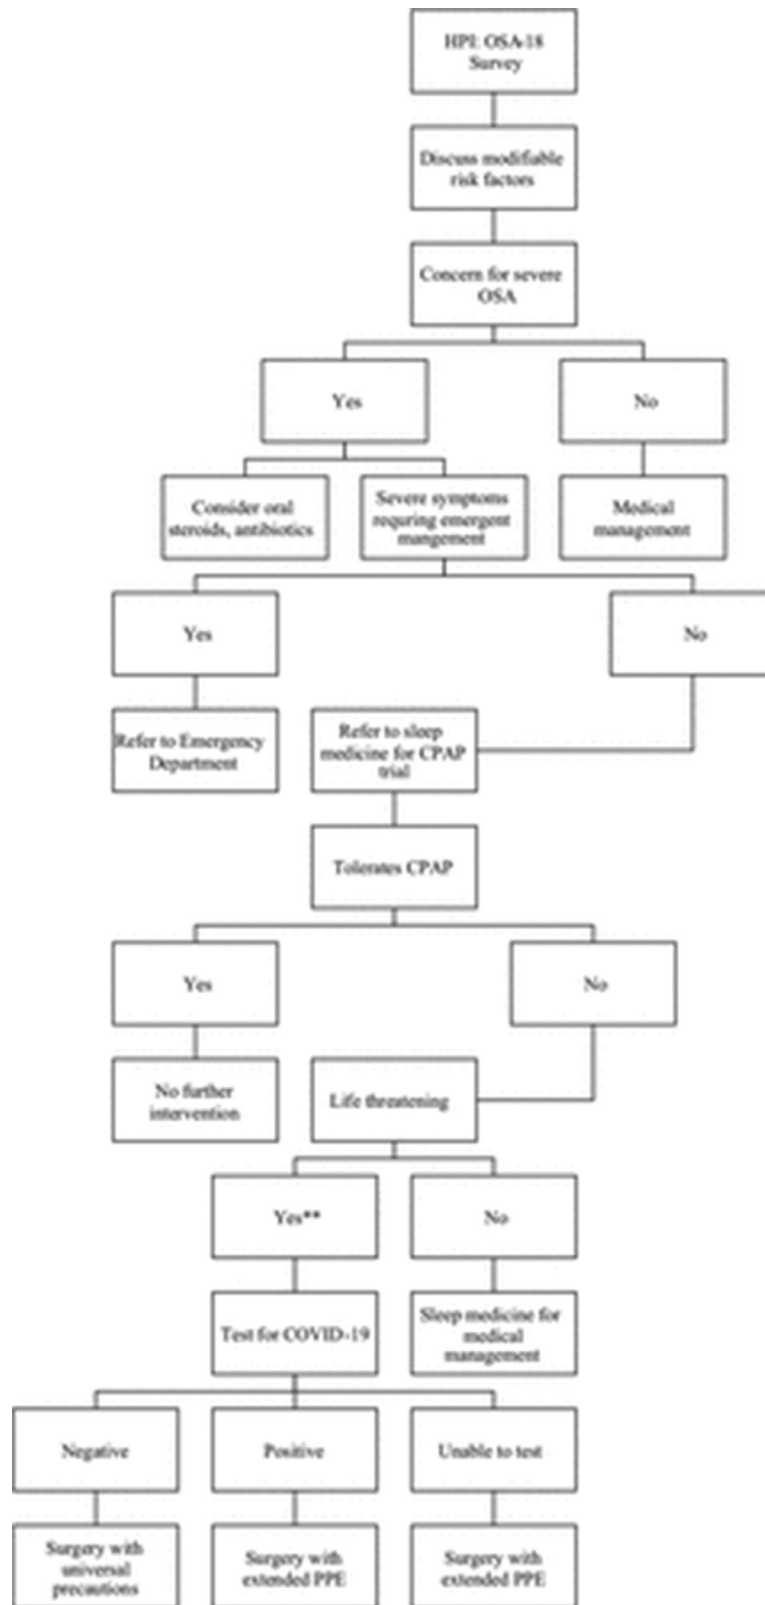 HPI: OSA-18
Survey
Discuss modifiable
risk factors
Concern for severe
OSA
Yes
No
Consider oral
steroids, antibiotics
Severe symptoms
requring emergent
mangement
Medical
management
Yes
No
Refer to Emergency
Department
Refer to sleep
medicine for CPAP
trial
Tolerates CPAP
Yes
No
No further
intervention
Life threatening
Yes**
No
Test for COVID-19
Sleep medicine for
medical
management
Negative
Positive
Unable to test
Surgery with
universal
precautions
Surgery with
extended PPE
Surgery with
extended PPE